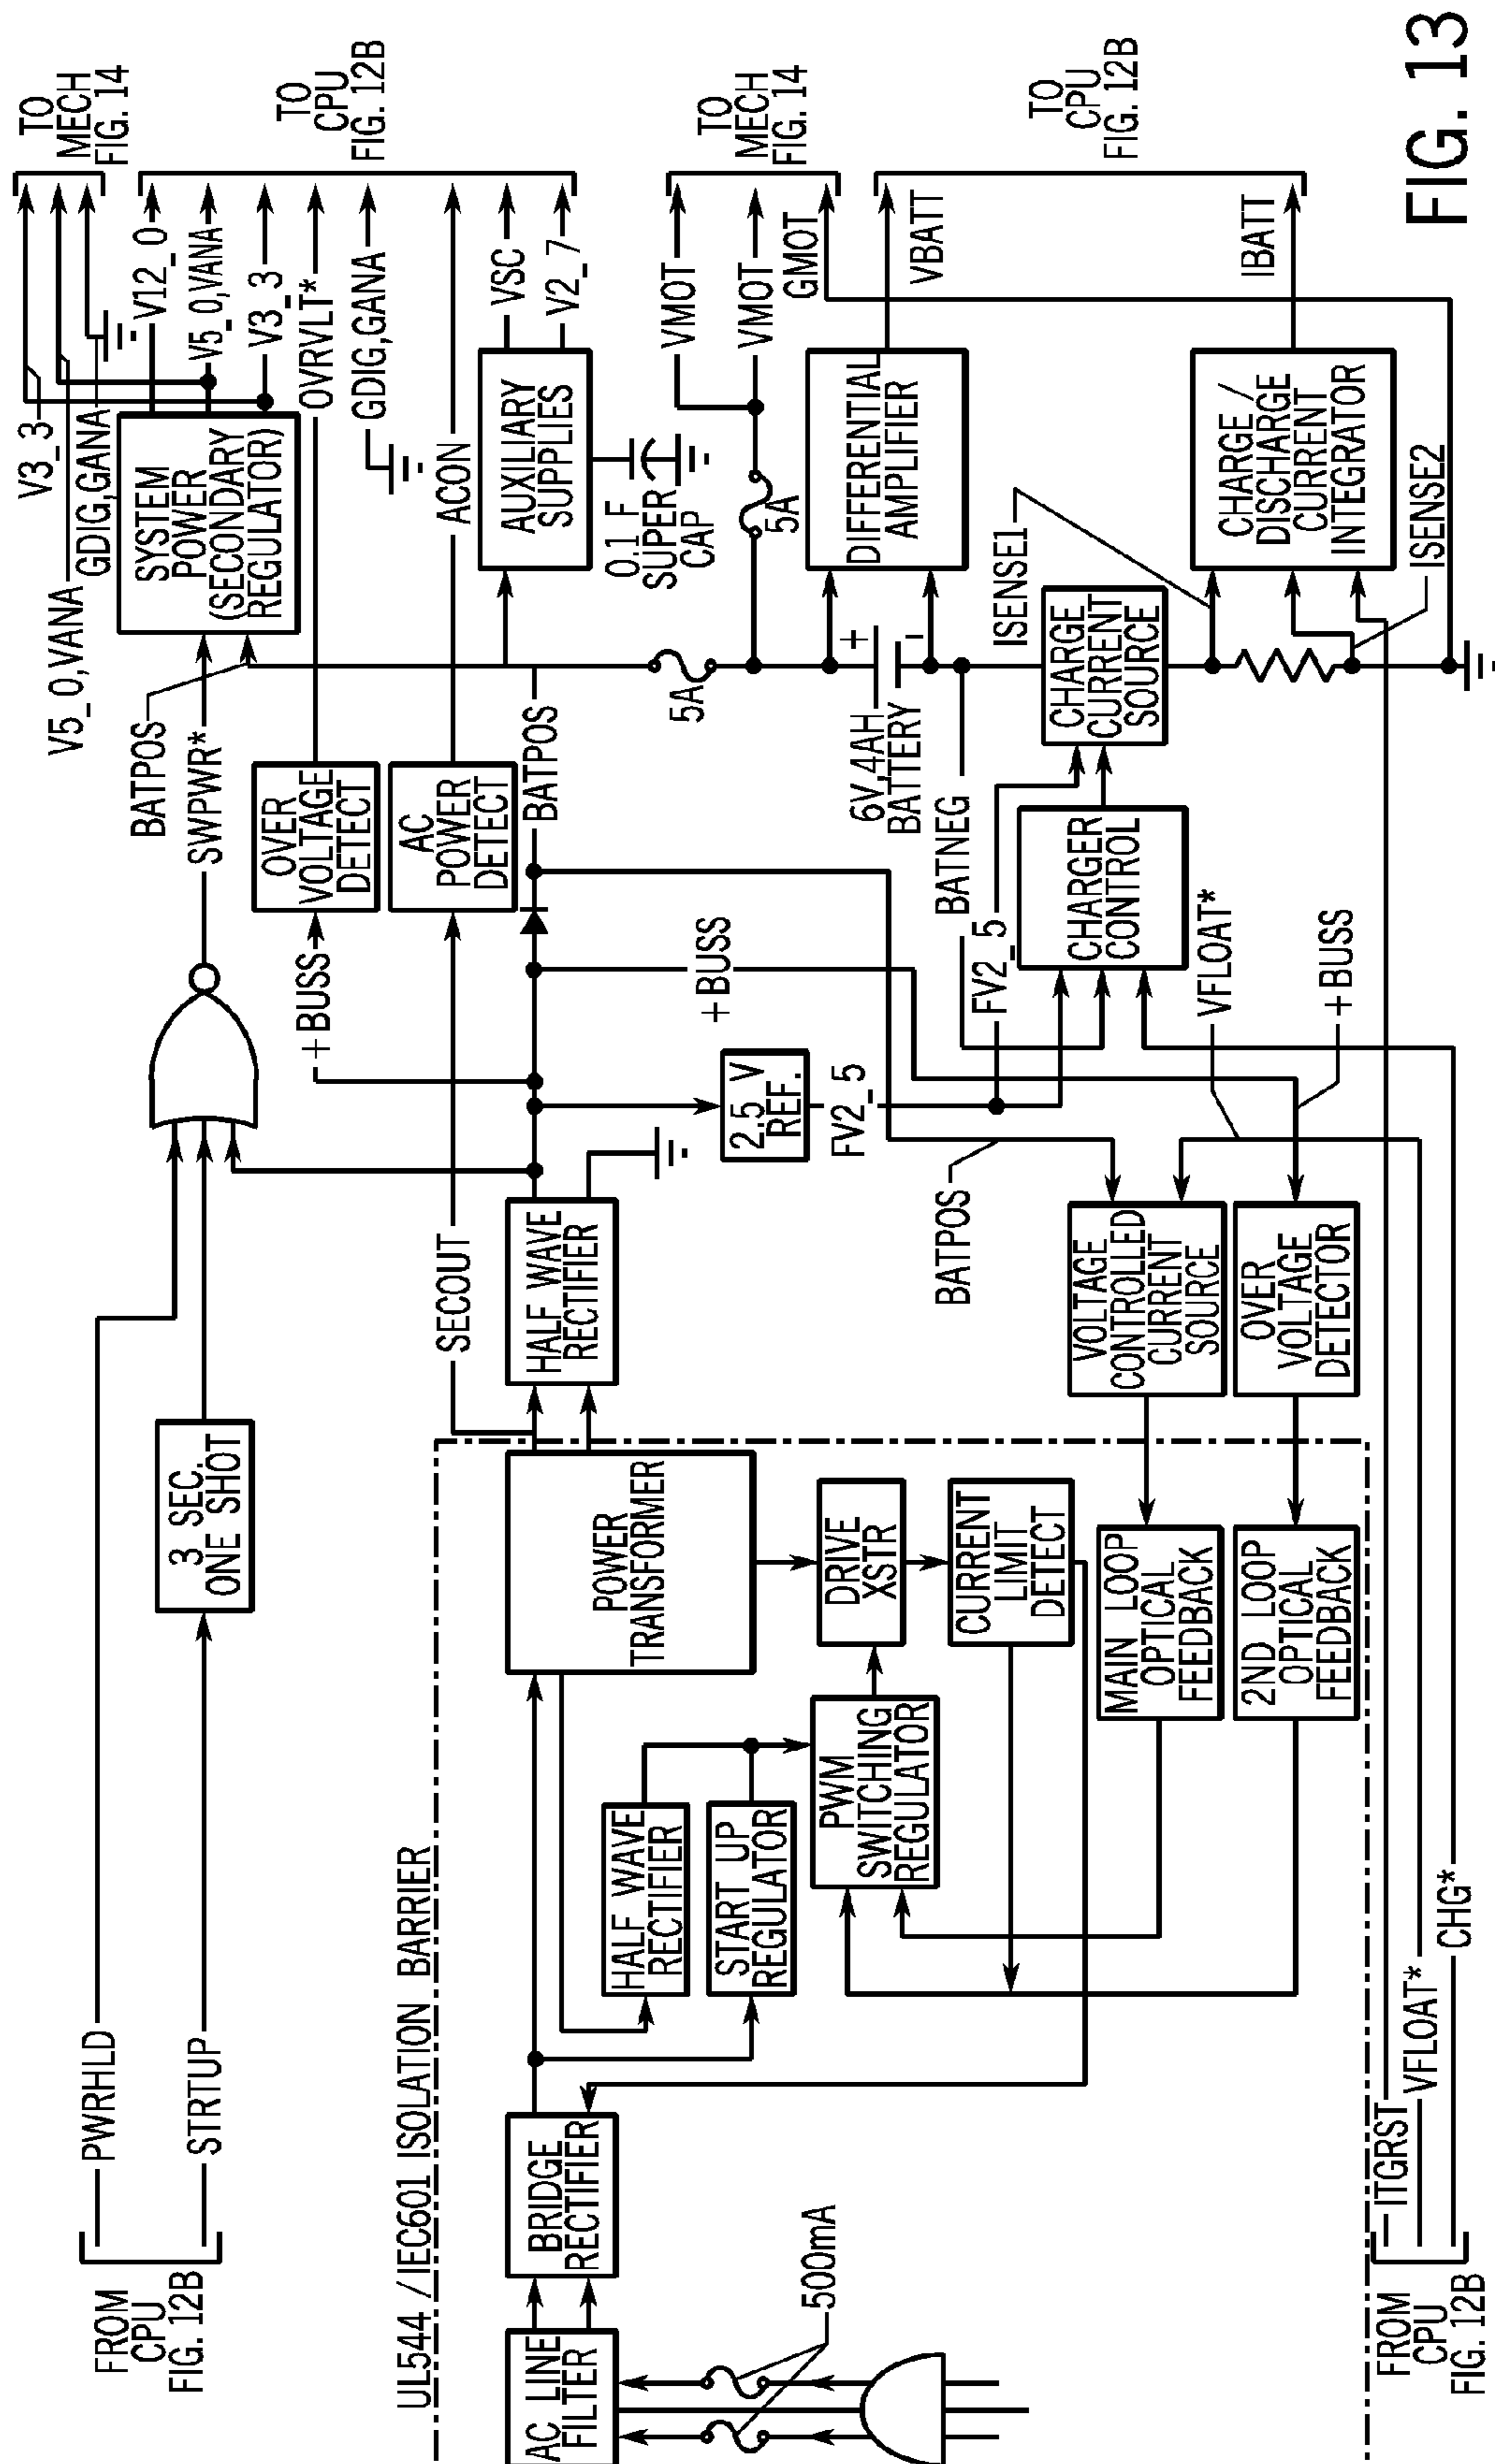 FROM
CPU
FIG. 12B
PWRHLD
STRTUP
3 SEC.
ONE SHOT
BATPOS
SWPWR*
V5_0,VANA
V3_3
GDIG,GANA
SYSTEM
POWER
(SECONDARY
REGULATOR)
V12_0
V5_0,VANA
V3_3
TO
MECH
FIG. 14
OVRVLT*
GDIG,GANA
TO
CPU
FIG. 12B
+BUSS
OVER
VOLTAGE
DETECT
SECOUT
AC
POWER
DETECT
ACON
UL544 / IEC601 ISOLATION BARRIER
AC LINE
FILTER
500mA
BRIDGE
RECTIFIER
POWER
TRANSFORMER
HALF WAVE
RECTIFIER
BATPOS
AUXILIARY
SUPPLIES
VSC
V2_7
0.1 F
SUPER
CAP
HALF WAVE
RECTIFIER
START UP
REGULATOR
PWM
SWITCHING
REGULATOR
DRIVE
XSTR
CURRENT
LIMIT
DETECT
2.5 V
REF.
FV2_5
+BUSS
5A
5A
VMOT
VMOT
GMOT
TO
MECH
FIG. 14
6V,4AH
BATTERY
+
-
DIFFERENTIAL
AMPLIFIER
VBATT
BATNEG
FV2_5
CHARGER
CONTROL
CHARGE
CURRENT
SOURCE
ISENSE1
CHARGE /
DISCHARGE
CURRENT
INTEGRATOR
ISENSE2
IBATT
TO
CPU
FIG. 12B
BATPOS
VOLTAGE
CONTROLLED
CURRENT
SOURCE
VFLOAT*
+BUSS
OVER
VOLTAGE
DETECTOR
MAIN LOOP
OPTICAL
FEEDBACK
2ND LOOP
OPTICAL
FEEDBACK
FROM
CPU
FIG. 12B
ITGRST
VFLOAT*
CHG*
FIG. 13